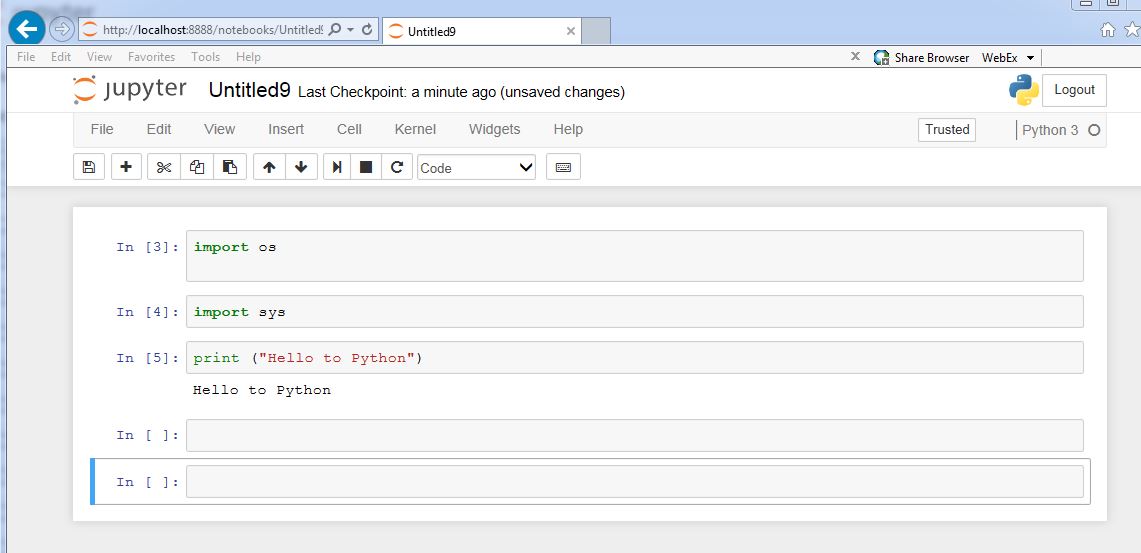 http://localhost:8888/notebooks/Untitled9
Untitled9
File Edit View Favorites Tools Help
Share Browser WebEx
jupyter Untitled9 Last Checkpoint: a minute ago (unsaved changes)
Logout
File Edit View Insert Cell Kernel Widgets Help
Trusted
Python 3
Code
In [3]: import os
In [4]: import sys
In [5]: print ("Hello to Python")
Hello to Python
In [ ]:
In [ ]: